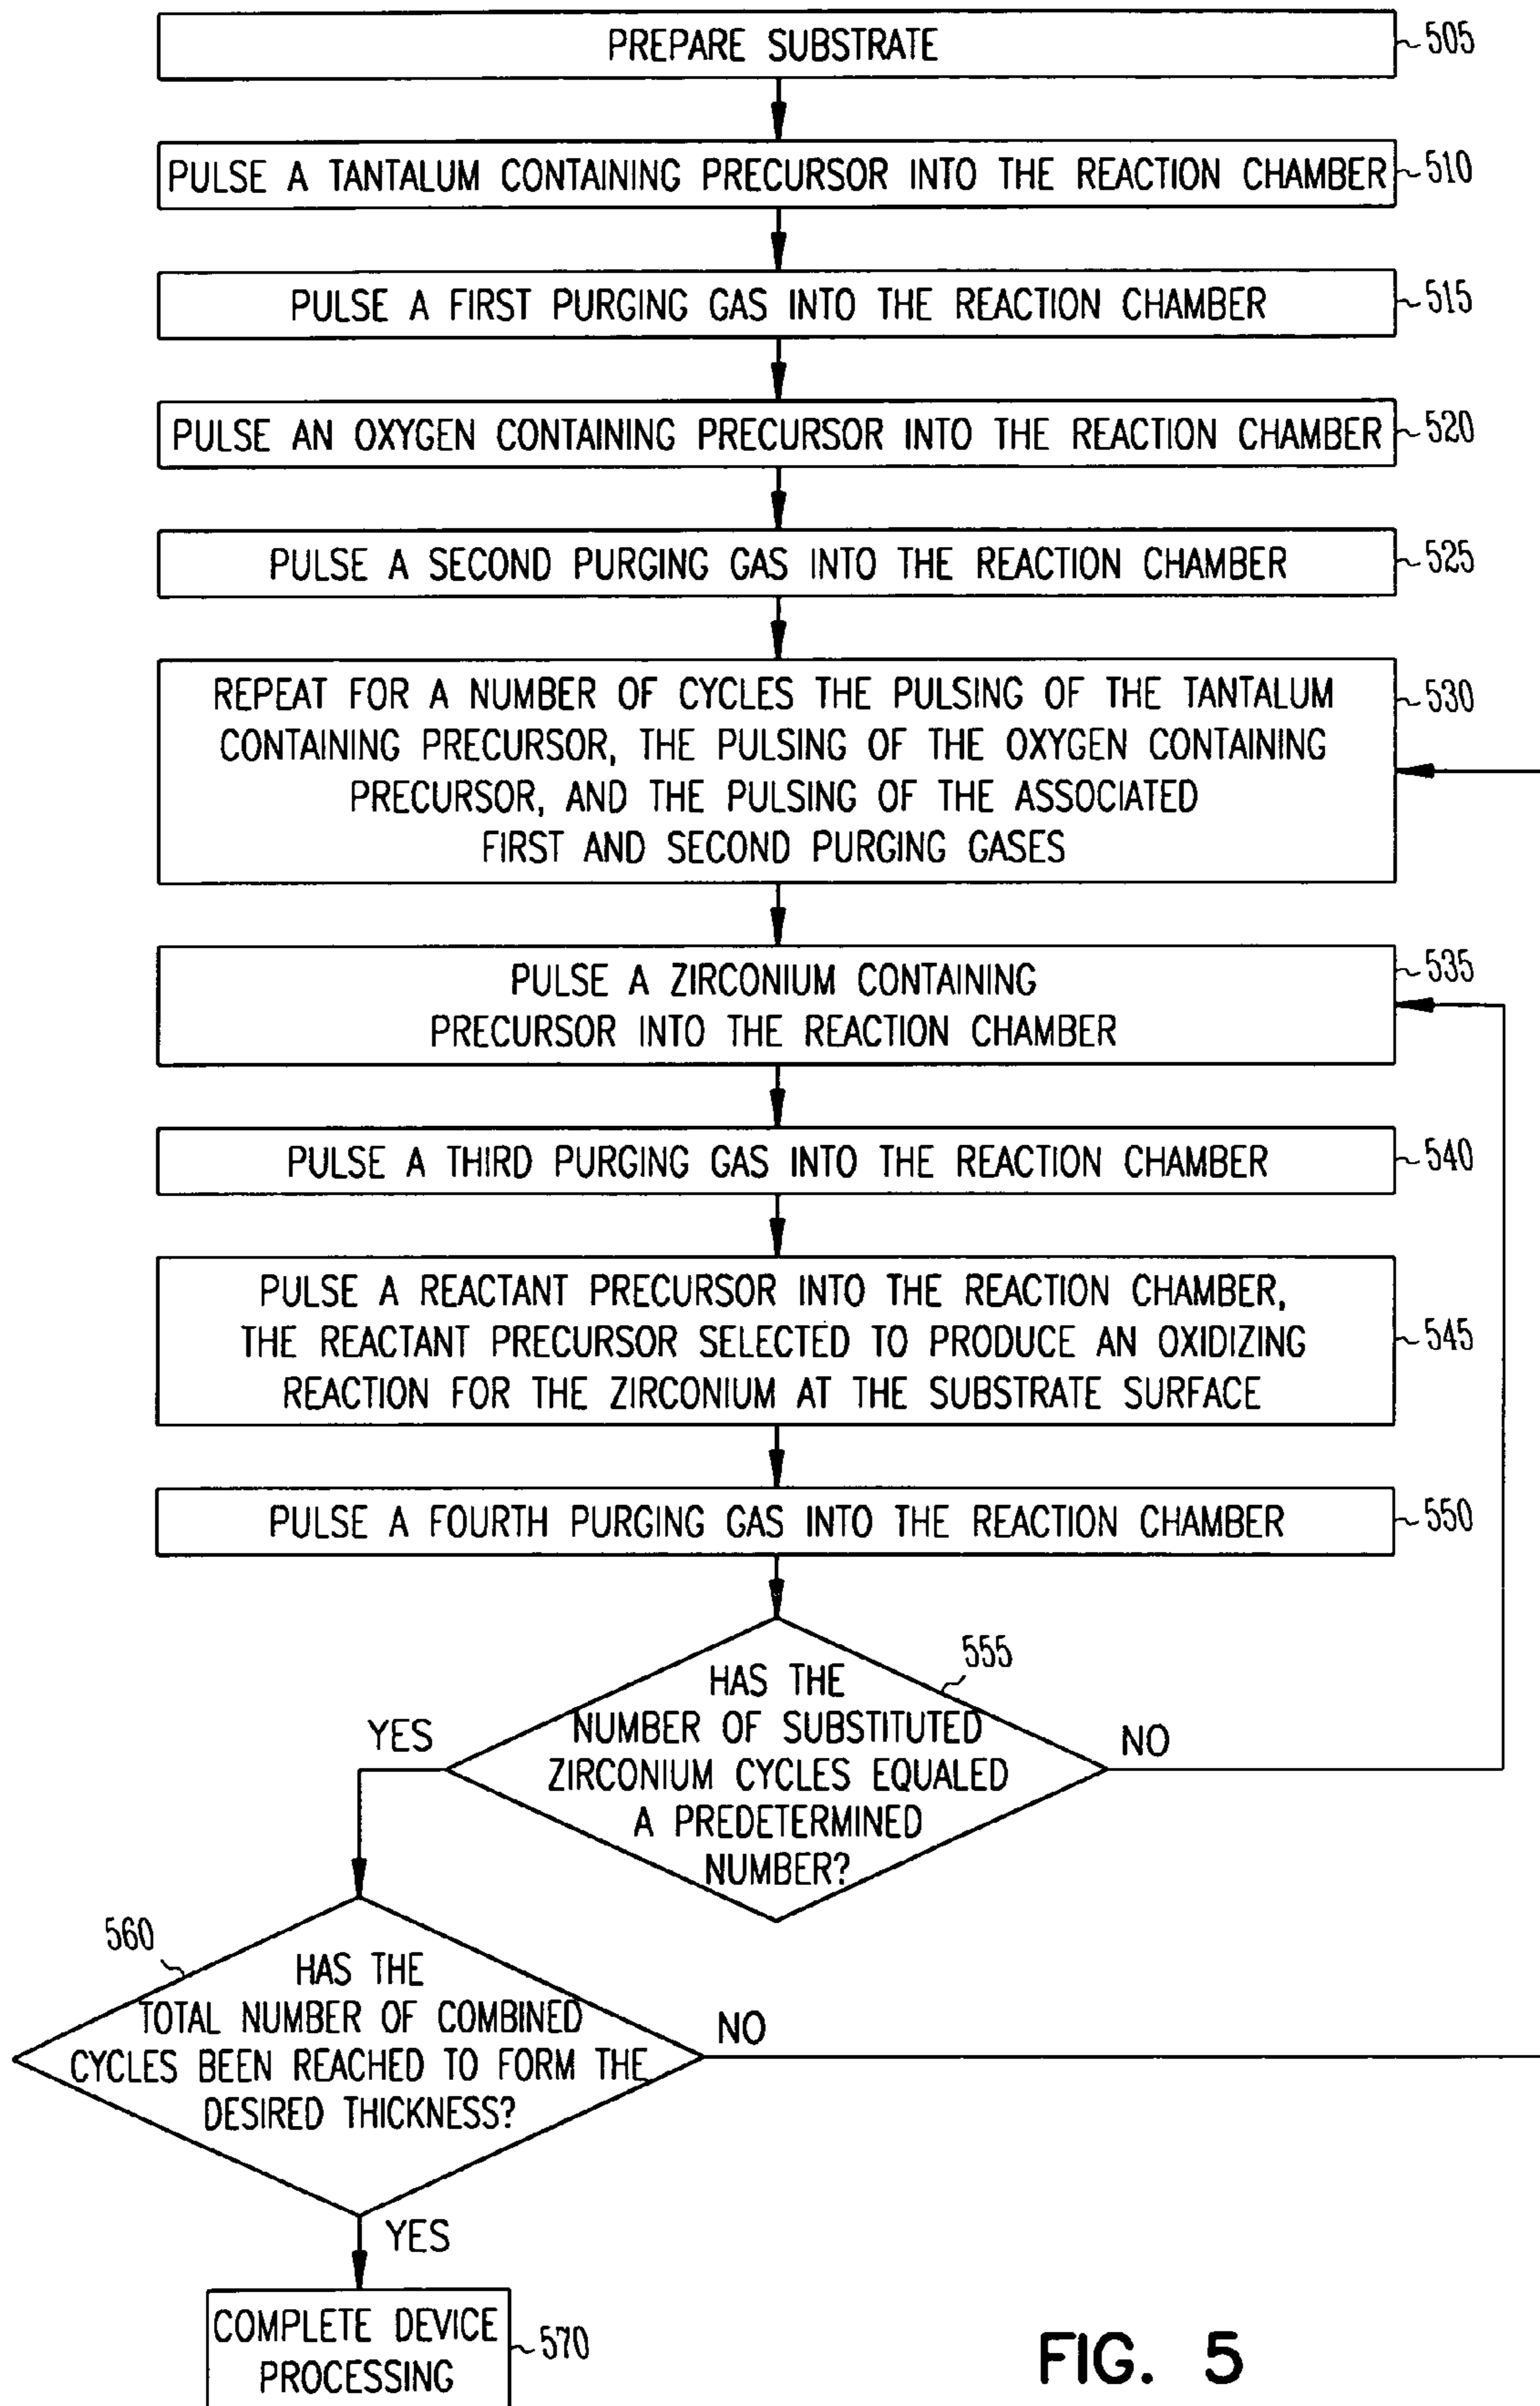 PREPARE SUBSTRATE
505
PULSE A TANTALUM CONTAINING PRECURSOR INTO THE REACTION CHAMBER
510
PULSE A FIRST PURGING GAS INTO THE REACTION CHAMBER
515
PULSE AN OXYGEN CONTAINING PRECURSOR INTO THE REACTION CHAMBER
520
PULSE A SECOND PURGING GAS INTO THE REACTION CHAMBER
525
REPEAT FOR A NUMBER OF CYCLES THE PULSING OF THE TANTALUM
CONTAINING PRECURSOR, THE PULSING OF THE OXYGEN CONTAINING
PRECURSOR, AND THE PULSING OF THE ASSOCIATED
FIRST AND SECOND PURGING GASES
530
PULSE A ZIRCONIUM CONTAINING
PRECURSOR INTO THE REACTION CHAMBER
535
PULSE A THIRD PURGING GAS INTO THE REACTION CHAMBER
540
PULSE A REACTANT PRECURSOR INTO THE REACTION CHAMBER,
THE REACTANT PRECURSOR SELECTED TO PRODUCE AN OXIDIZING
REACTION FOR THE ZIRCONIUM AT THE SUBSTRATE SURFACE
545
PULSE A FOURTH PURGING GAS INTO THE REACTION CHAMBER
550
555
HAS THE
NUMBER OF SUBSTITUTED
ZIRCONIUM CYCLES EQUALED
A PREDETERMINED
NUMBER?
YES
NO
560
HAS THE
TOTAL NUMBER OF COMBINED
CYCLES BEEN REACHED TO FORM THE
DESIRED THICKNESS?
NO
YES
COMPLETE DEVICE
PROCESSING
570
FIG. 5